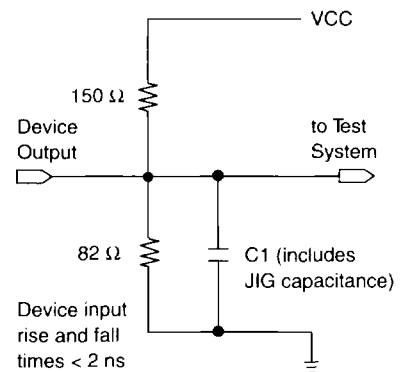 VCC
150 Ω
Device
Output
to Test
System
82 Ω
C1 (includes
JIG capacitance)
Device input
rise and fall
times < 2 ns